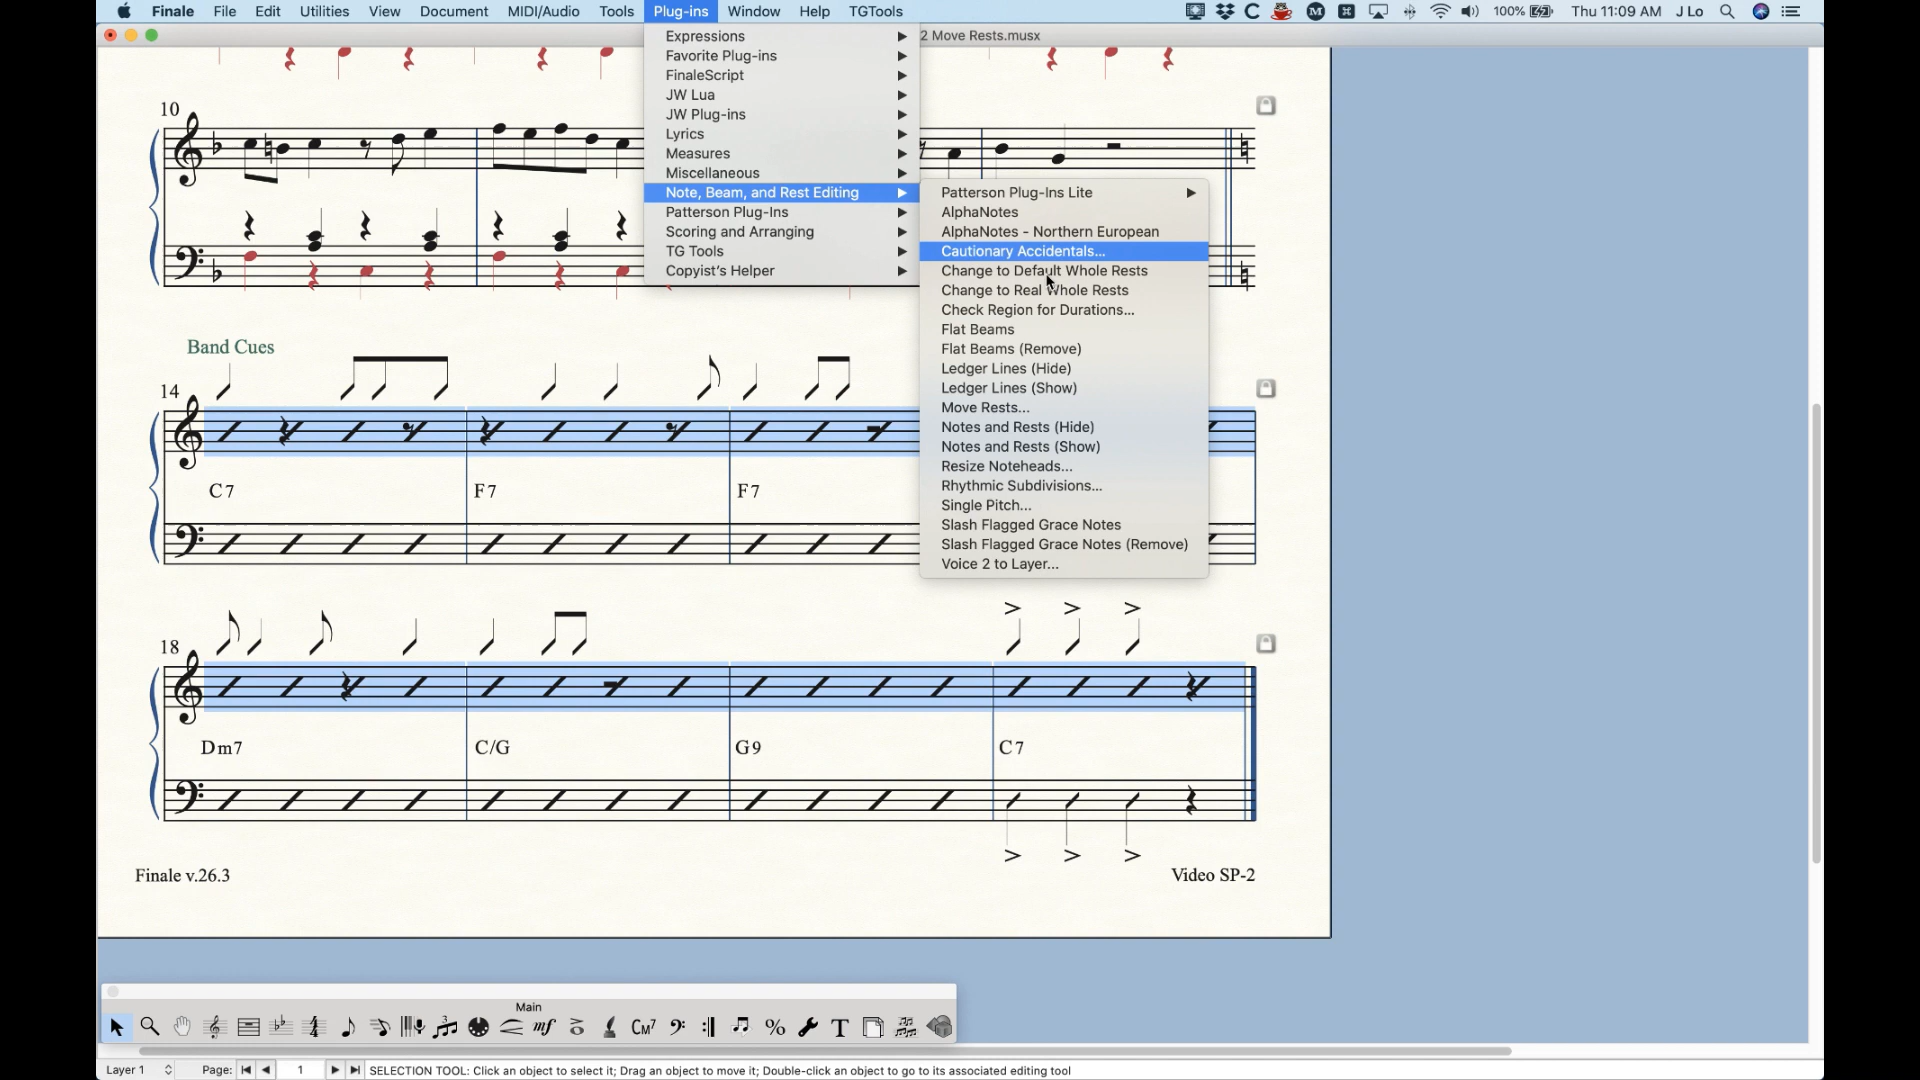 Finale File Edit Utilities View Document MIDI/Audio Tools Plug-ins Window Help TGTools 100% Thu 11:09 AM J Lo
2 Move Rests.musx
Expressions
Favorite Plug-ins
FinaleScript
JW Lua
JW Plug-ins
Lyrics
Measures
Miscellaneous
Note, Beam, and Rest Editing
Patterson Plug-Ins
Scoring and Arranging
TG Tools
Copyist's Helper
Patterson Plug-Ins Lite
AlphaNotes
AlphaNotes - Northern European
Cautionary Accidentals...
Change to Default Whole Rests
Change to Real Whole Rests
Check Region for Durations...
Flat Beams
Flat Beams (Remove)
Ledger Lines (Hide)
Ledger Lines (Show)
Move Rests...
Notes and Rests (Hide)
Notes and Rests (Show)
Resize Noteheads...
Rhythmic Subdivisions...
Single Pitch...
Slash Flagged Grace Notes
Slash Flagged Grace Notes (Remove)
Voice 2 to Layer...
10
Band Cues
14
C7 F7 F7
18
Dm7 C/G G9 C7
Finale v.26.3 Video SP-2
Main
mf CM7 % T
Layer 1 Page: 1 SELECTION TOOL: Click an object to select it; Drag an object to move it; Double-click an object to go to its associated editing tool